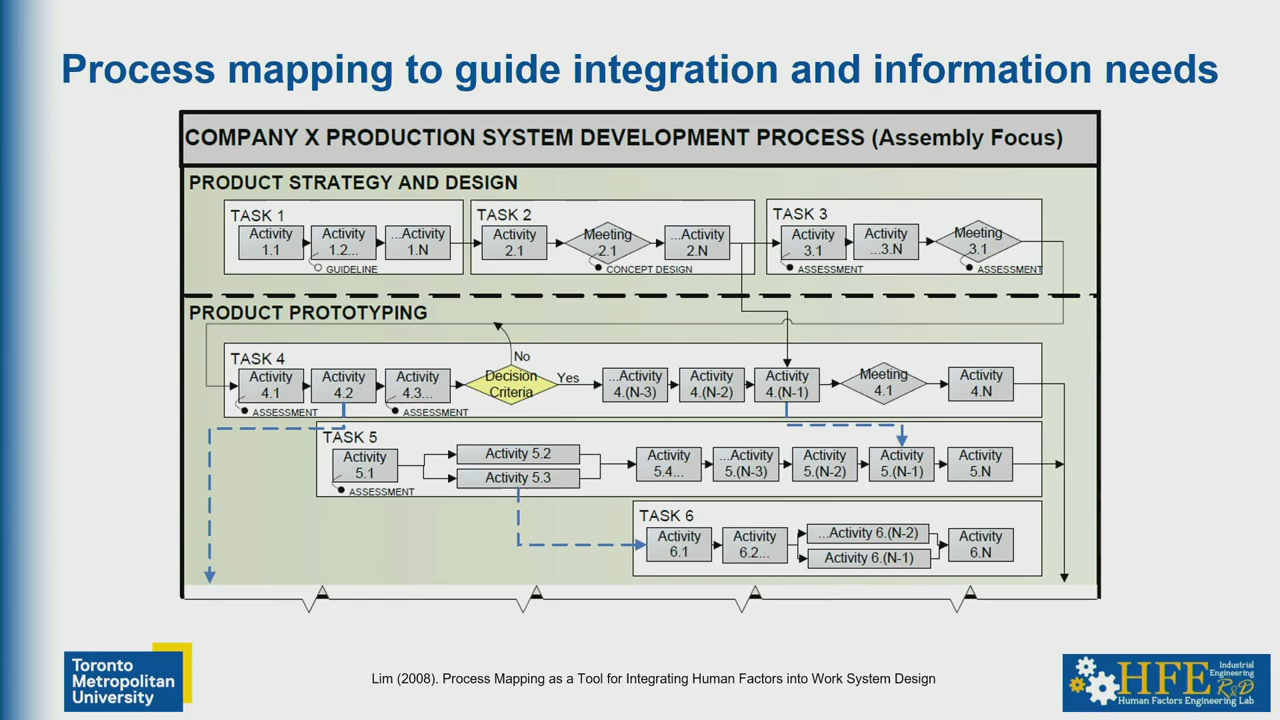 Process mapping to guide integration and information needs
COMPANY X PRODUCTION SYSTEM DEVELOPMENT PROCESS (Assembly Focus)
PRODUCT STRATEGY AND DESIGN
TASK 1
Activity
1.1
Activity
1.2...
...Activity
1.N
GUIDELINE
TASK 2
Activity
2.1
Meeting
2.1
...Activity
2.N
CONCEPT DESIGN
TASK 3
Activity
3.1
Activity
...3.N
Meeting
3.1
ASSESSMENT
ASSESSMENT
PRODUCT PROTOTYPING
TASK 4
Activity
4.1
Activity
4.2
Activity
4.3...
No
Decision
Criteria
Yes
...Activity
4.(N-3)
Activity
4.(N-2)
Activity
4.(N-1)
Meeting
4.1
Activity
4.N
ASSESSMENT
ASSESSMENT
TASK 5
Activity
5.1
Activity 5.2
Activity 5.3
Activity
5.4...
...Activity
5.(N-3)
Activity
5.(N-2)
Activity
5.(N-1)
Activity
5.N
ASSESSMENT
TASK 6
Activity
6.1
Activity
6.2...
...Activity 6.(N-2)
Activity 6.(N-1)
Activity
6.N
Toronto
Metropolitan
University
Lim (2008). Process Mapping as a Tool for Integrating Human Factors into Work System Design
HFE
Industrial
Engineering
R&D
Human Factors Engineering Lab